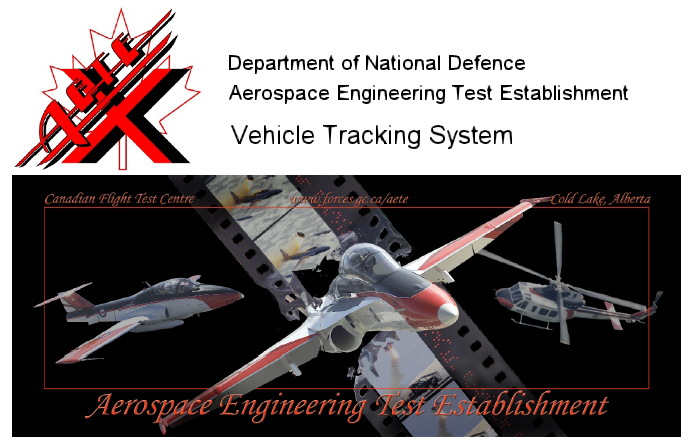 AETE
Department of National Defence
Aerospace Engineering Test Establishment
Vehicle Tracking System
Canadian Flight Test Centre
www.forces.gc.ca/aete
Cold Lake, Alberta
Aerospace Engineering Test Establishment